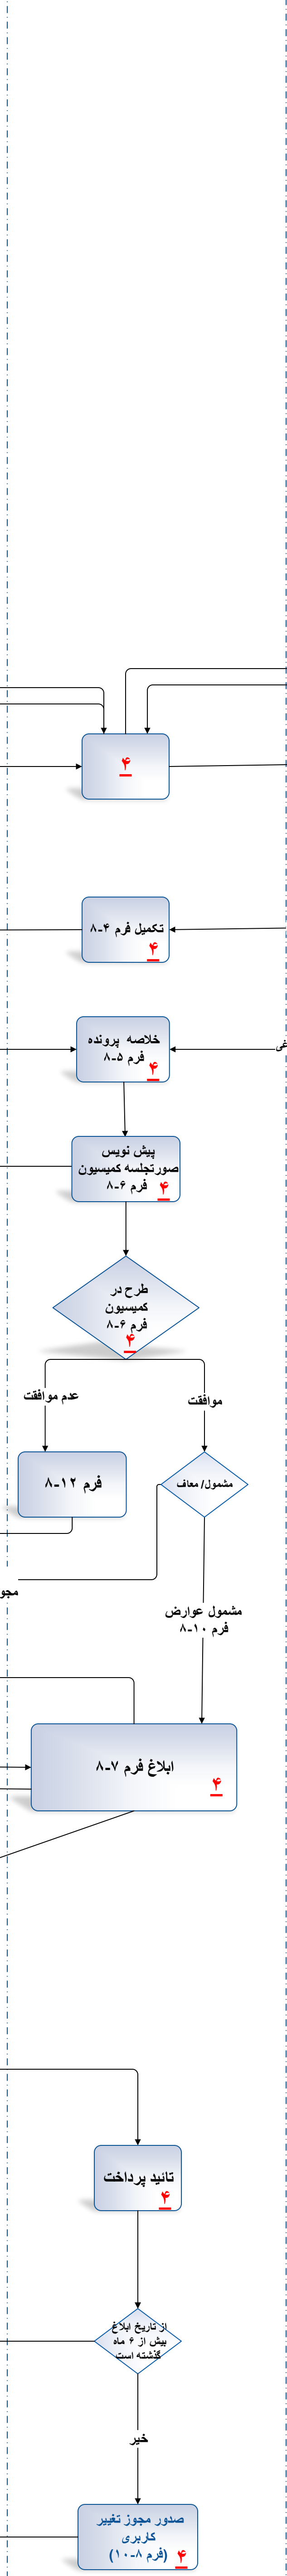 ۴
تکمیل فرم ۴-۸
۴
غی
خلاصه پرونده
فرم ۵-۸
۴
پیش نویس
صورتجلسه کمیسیون
فرم ۶-۸
۴
طرح در
کمیسیون
فرم ۶-۸
۴
موافقت
عدم موافقت
مشمول/ معاف
فرم ۱۲-۸
مجو
مشمول عوارض
فرم ۱۰-۸
ابلاغ فرم ۷-۸
۴
تائید پرداخت
۴
از تاریخ ابلاغ
بیش از ۶ ماه
گذشته است
خیر
صدور مجوز تغییر
کاربری
(فرم ۸-۱۰)
۴